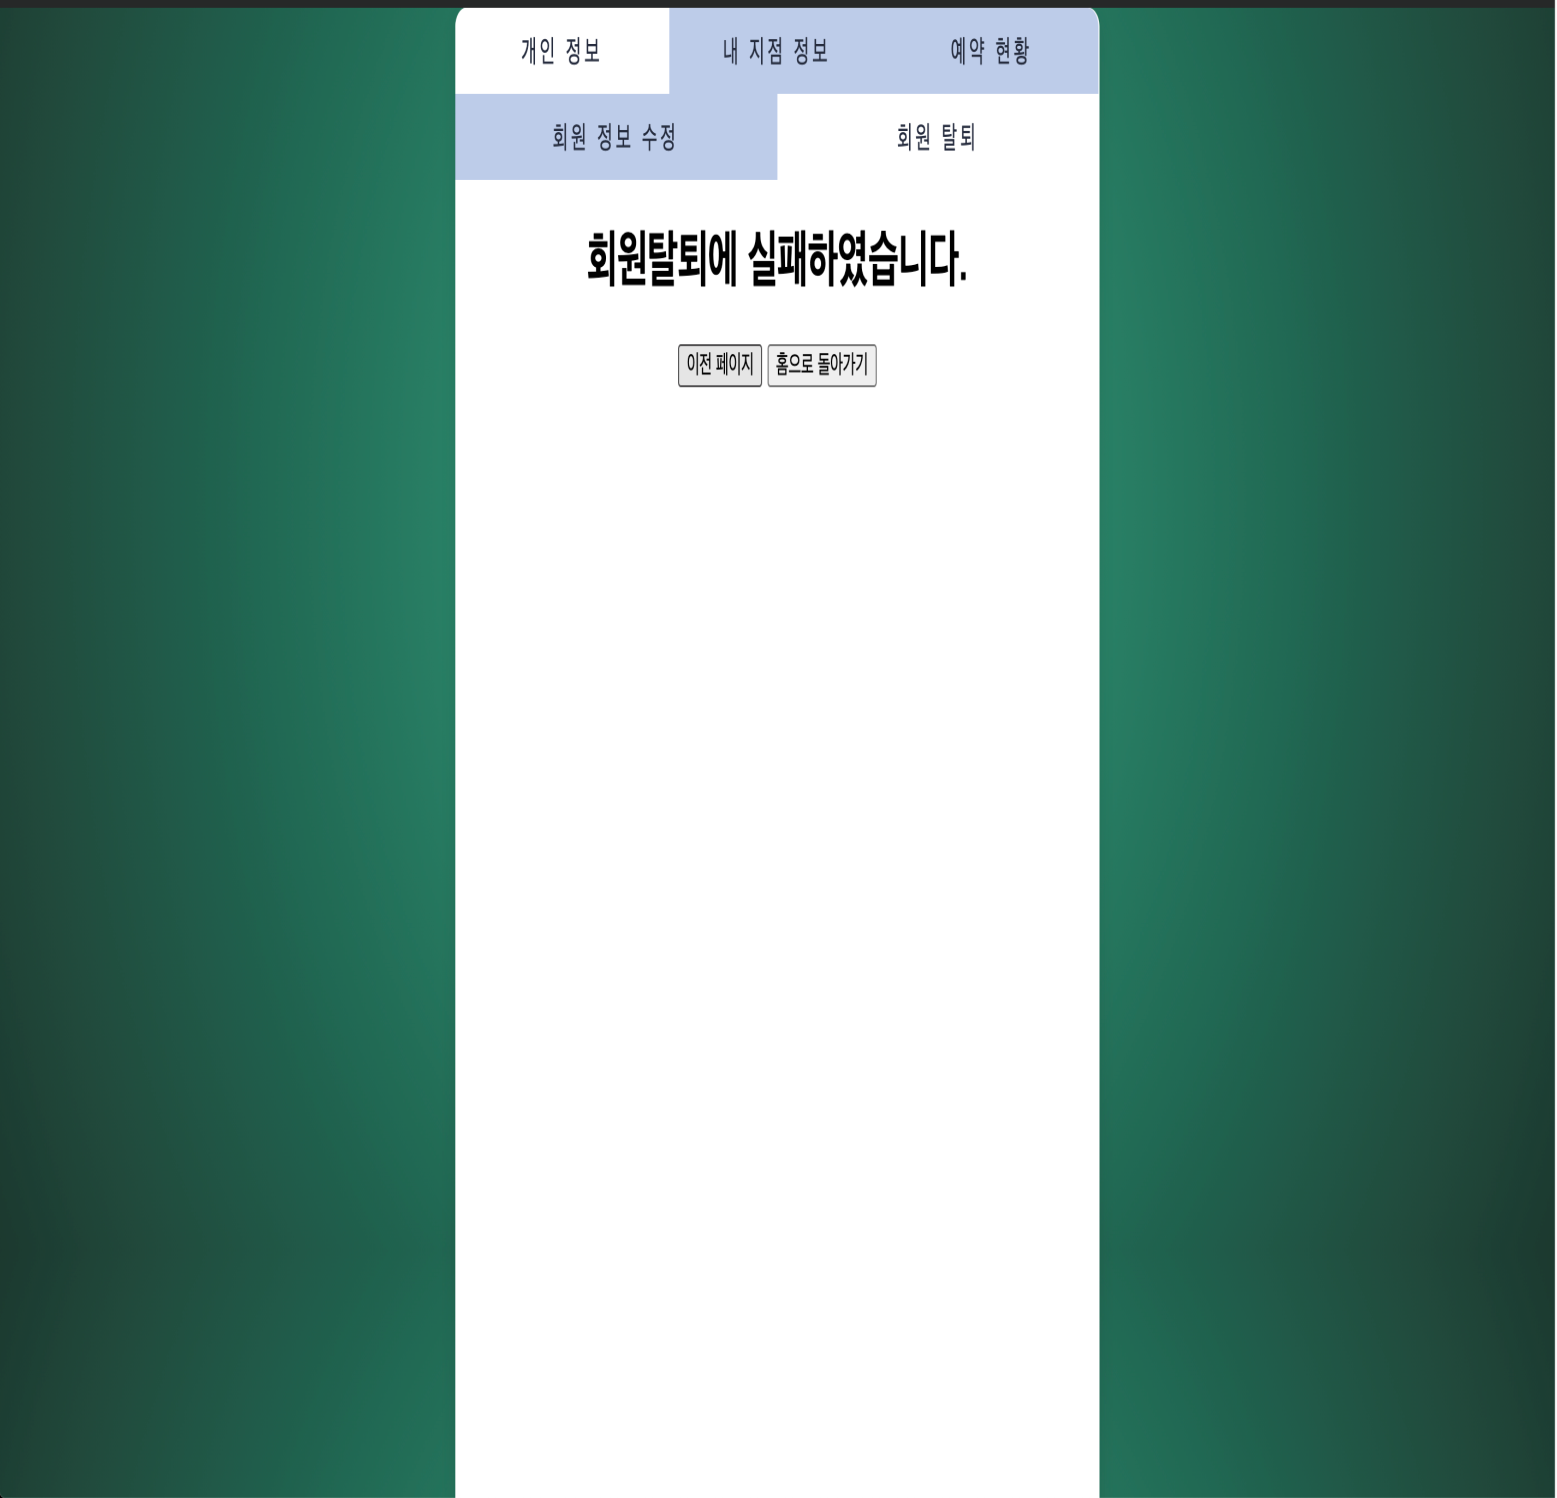 개인 정보 내 지점 정보 예약 현황
회원 정보 수정 회원 탈퇴
회원탈퇴에 실패하였습니다.
이전 페이지 홈으로 돌아가기